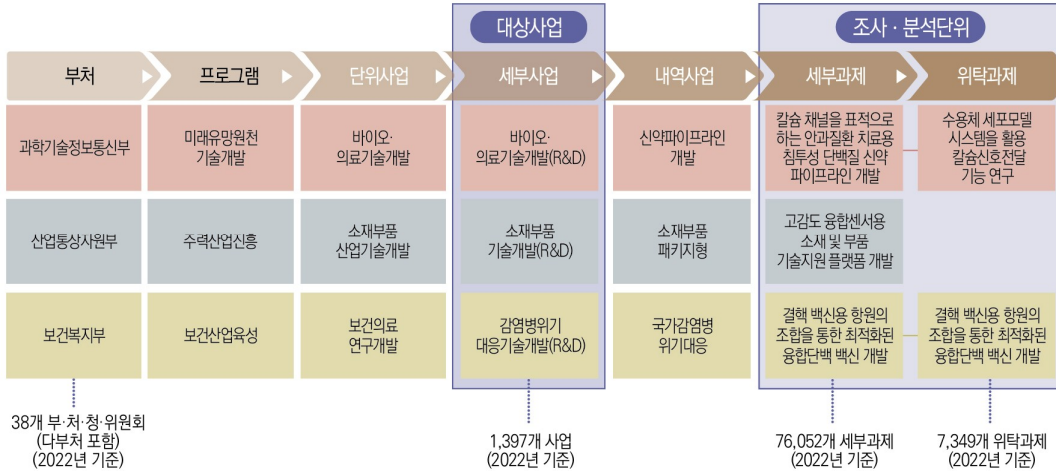 대상사업
조사·분석단위
부처
프로그램
단위사업
세부사업
내역사업
세부과제
위탁과제
과학기술정보통신부
미래유망원천
기술개발
바이오·
의료기술개발
바이오·
의료기술개발(R&D)
신약파이프라인
개발
칼슘 채널을 표적으로
하는 안과질환 치료용
침투성 단백질 신약
파이프라인 개발
수용체 세포모델
시스템을 활용
칼슘신호전달
기능 연구
산업통상사원부
주력산업신흥
소재부품
산업기술개발
소재부품
기술개발(R&D)
소재부품
패키지형
고감도 융합센서용
소새 및 부품
기술지원 플랫폼 개발
보건복지부
보건산업육성
보건의료
연구개발
감염병위기
대응기술개발(R&D)
국가감염병
위기대응
결핵 백신용 항원의
조합을 통한 최적화된
융합단백 백신 개발
결핵 백신용 항원의
조합을 통한 최적화된
융합단백 백신 개발
38개 부·처·청·위원회
(다부처 포함)
(2022년 기준)
1,397개 사업
(2022년 기준)
76,052개 세부과제
(2022년 기준)
7,349개 위탁과제
(2022년 기준)